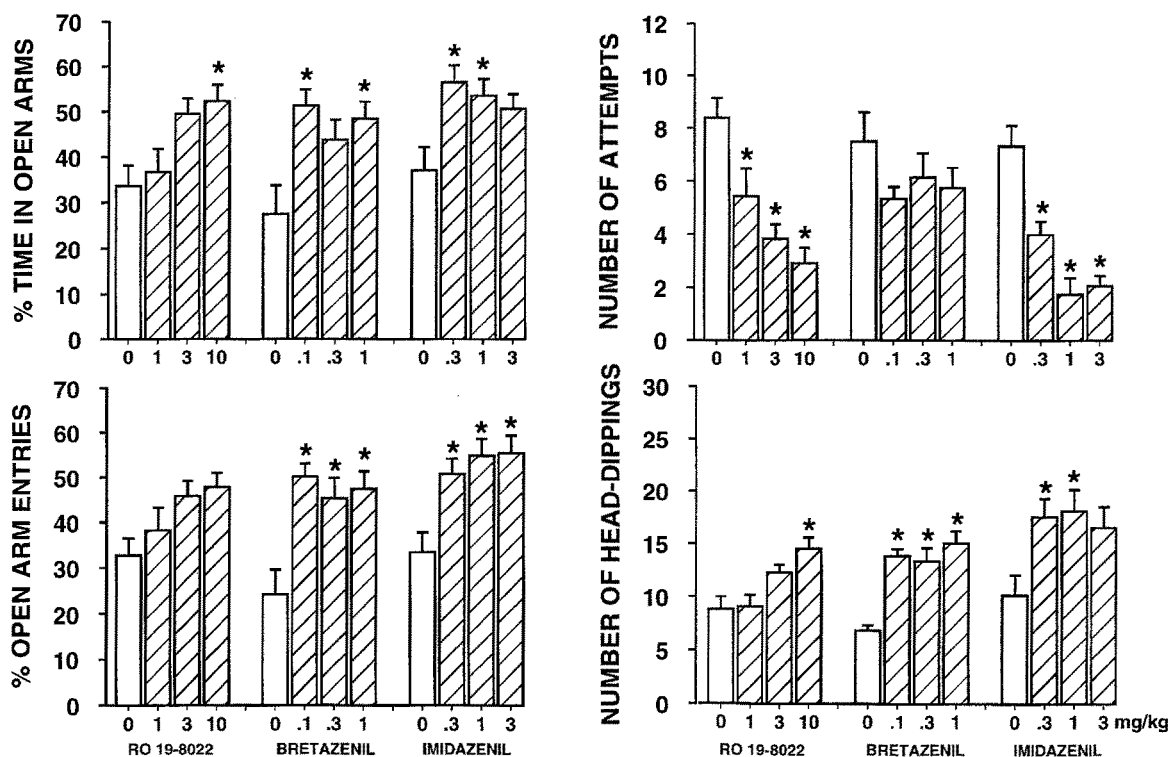 % TIME IN OPEN ARMS
70
60
50
40
30
20
10
0
* * * * *
0 1 3 10 0 .1 .3 1 0 .3 1 3
NUMBER OF ATTEMPTS
12
10
8
6
4
2
0
* * * * * *
0 1 3 10 0 .1 .3 1 0 .3 1 3
% OPEN ARM ENTRIES
70
60
50
40
30
20
10
0
* * * * * *
0 1 3 10 0 .1 .3 1 0 .3 1 3
RO 19-8022 BRETAZENIL IMIDAZENIL
NUMBER OF HEAD-DIPPINGS
30
25
20
15
10
5
0
* * * * * *
0 1 3 10 0 .1 .3 1 0 .3 1 3 mg/kg
RO 19-8022 BRETAZENIL IMIDAZENIL